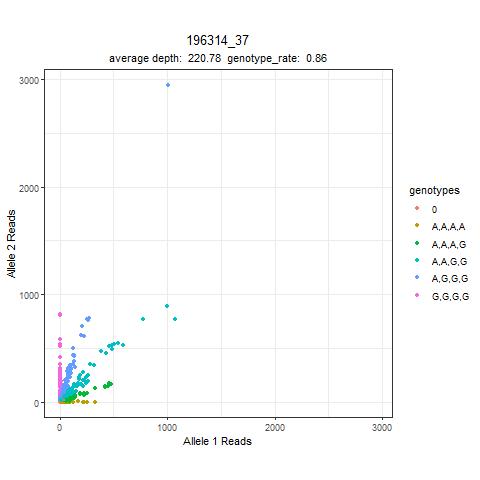 196314_37
average depth:  220.78  genotype_rate:  0.86
3000
2000
1000
0
Allele 2 Reads
0
1000
2000
3000
Allele 1 Reads
genotypes
0
A,A,A,A
A,A,A,G
A,A,G,G
A,G,G,G
G,G,G,G